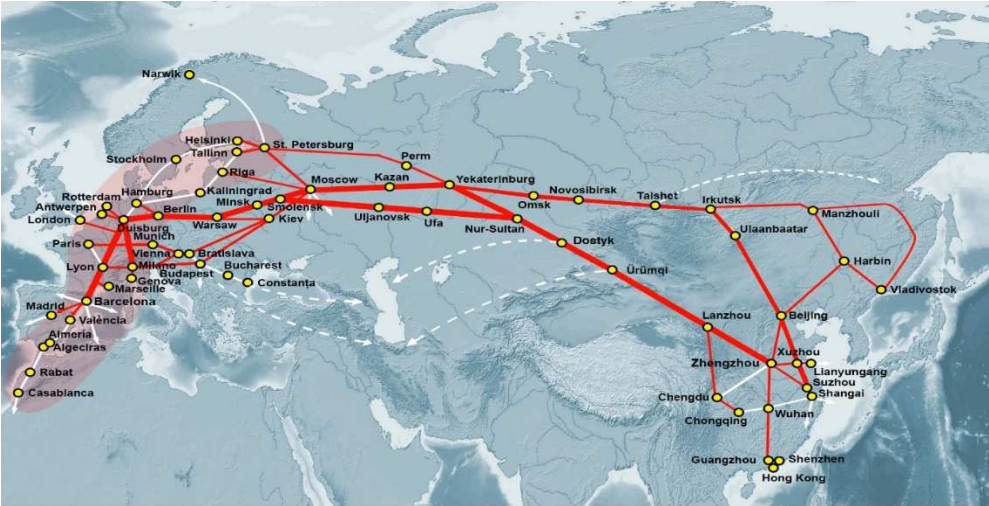 Narwik
Helsinki
Tallinn
St. Petersburg
Stockholm
Perm
Riga
Moscow
Kazan
Yekaterinburg
Rotterdam
Hamburg
Kaliningrad
Novosibirsk
Omsk
Taishet
Irkutsk
Antwerpen
Berlin
Minsk
Smolensk
Manzhouli
London
Duisburg
Warsaw
Kiev
Uljanovsk
Ufa
Nur-Sultan
Ulaanbaatar
Paris
Munich
Vienna
Bratislava
Dostyk
Harbin
Lyon
Milano
Budapest
Bucharest
Ürümqi
Genova
Marseille
Constanța
Vladivostok
Barcelona
Madrid
València
Lanzhou
Beijing
Almeria
Algeciras
Xuzhou
Zhengzhou
Lianyungang
Rabat
Suzhou
Casablanca
Chengdu
Shangai
Chongqing
Wuhan
Guangzhou
Shenzhen
Hong Kong